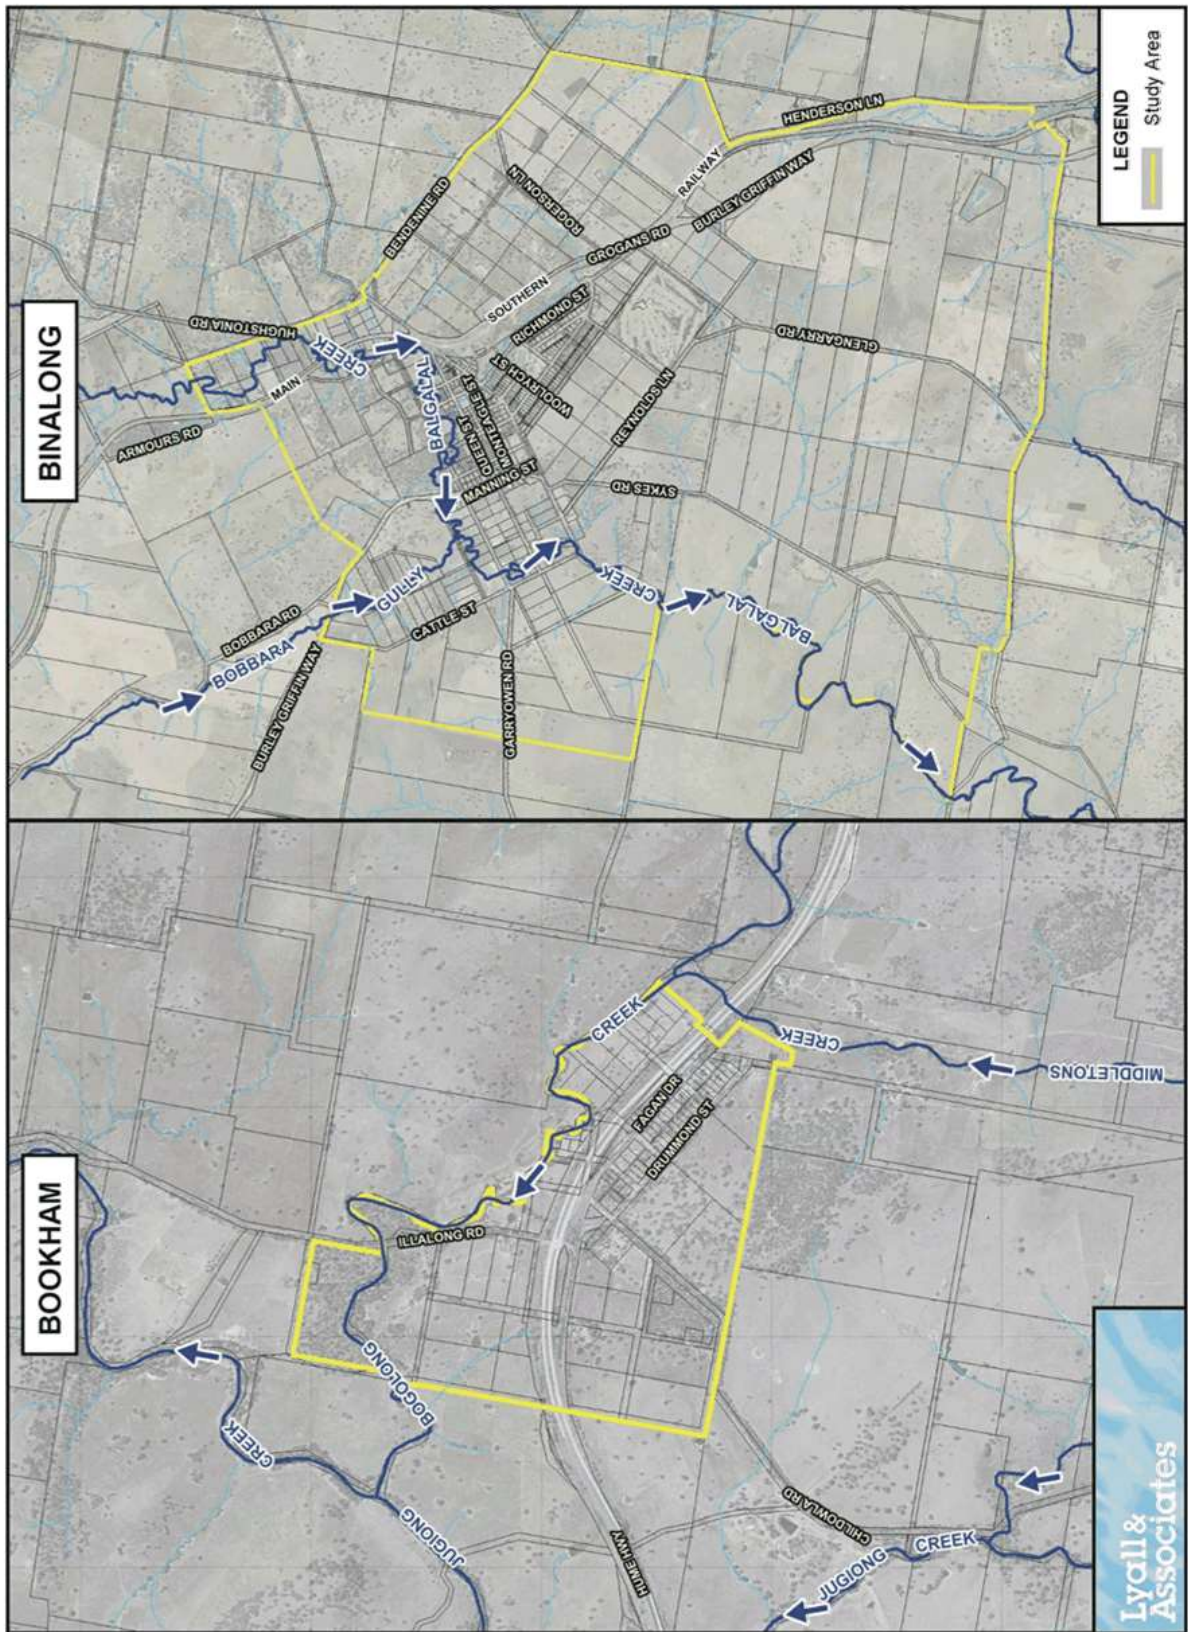 BINALONG
HUGHSTONIA RD
ARMOURS RD
MAIN
CREEK
BENDENINE RD
BALGALAL
SOUTHERN
ROGERSON LN
RAILWAY
HENDERSON LN
GROGANS RD
BURLEY GRIFFIN WAY
RICHMOND ST
WOOLRYCH ST
MONTEAGLE ST
QUEEN ST
MANNING ST
REYNOLDS LN
GLENGARRY RD
SYKES RD
BOBBARA RD
BOBBARA
GULLY
BURLEY GRIFFIN WAY
CATTLE ST
GARRYOWEN RD
CREEK
BALGALAL
LEGEND
Study Area
BOOKHAM
CREEK
ILLALONG RD
FAGAN DR
DRUMMOND ST
CREEK
MIDDLETONS
BOGOLONG
CREEK
JUGIONG
HUME HWY
CHILDOWLA RD
JUGIONG
CREEK
Lyall &
Associates